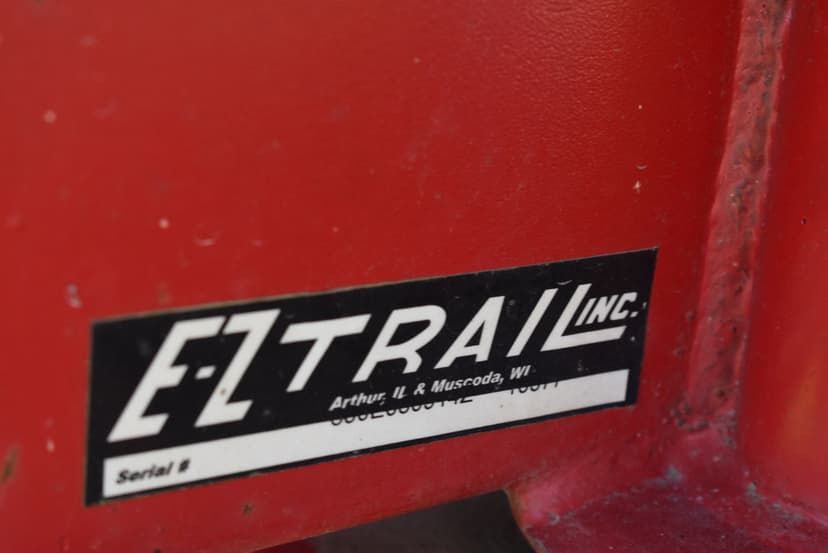 E-Z TRAIL INC.
Arthur, IL & Muscoda, WI
Serial #